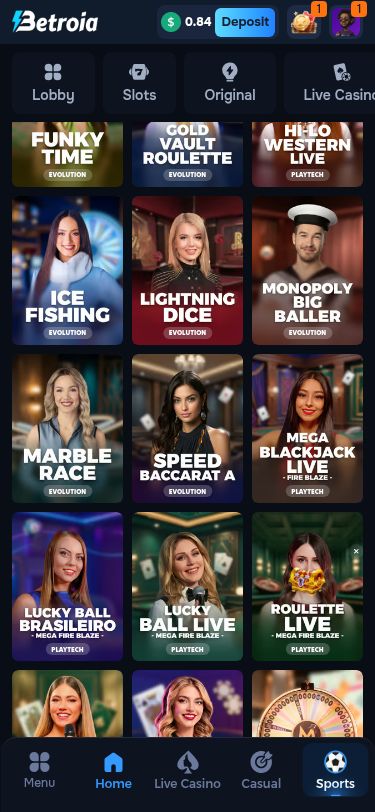 Betroia
$ 0.84 Deposit
1
1
Lobby
Slots
Original
Live Casino
FUNKY
TIME
EVOLUTION
GOLD
VAULT
ROULETTE
EVOLUTION
HI-LO
WESTERN
LIVE
PLAYTECH
ICE
FISHING
EVOLUTION
LIGHTNING
DICE
EVOLUTION
MONOPOLY
BIG
BALLER
EVOLUTION
MARBLE
RACE
EVOLUTION
SPEED
BACCARAT A
EVOLUTION
MEGA
BLACKJACK
LIVE
- FIRE BLAZE -
PLAYTECH
LUCKY BALL
BRASILEIRO
- MEGA FIRE BLAZE -
PLAYTECH
LUCKY
BALL LIVE
- MEGA FIRE BLAZE -
PLAYTECH
×
ROULETTE
LIVE
- MEGA FIRE BLAZE -
PLAYTECH
Menu
Home
Live Casino
Casual
Sports